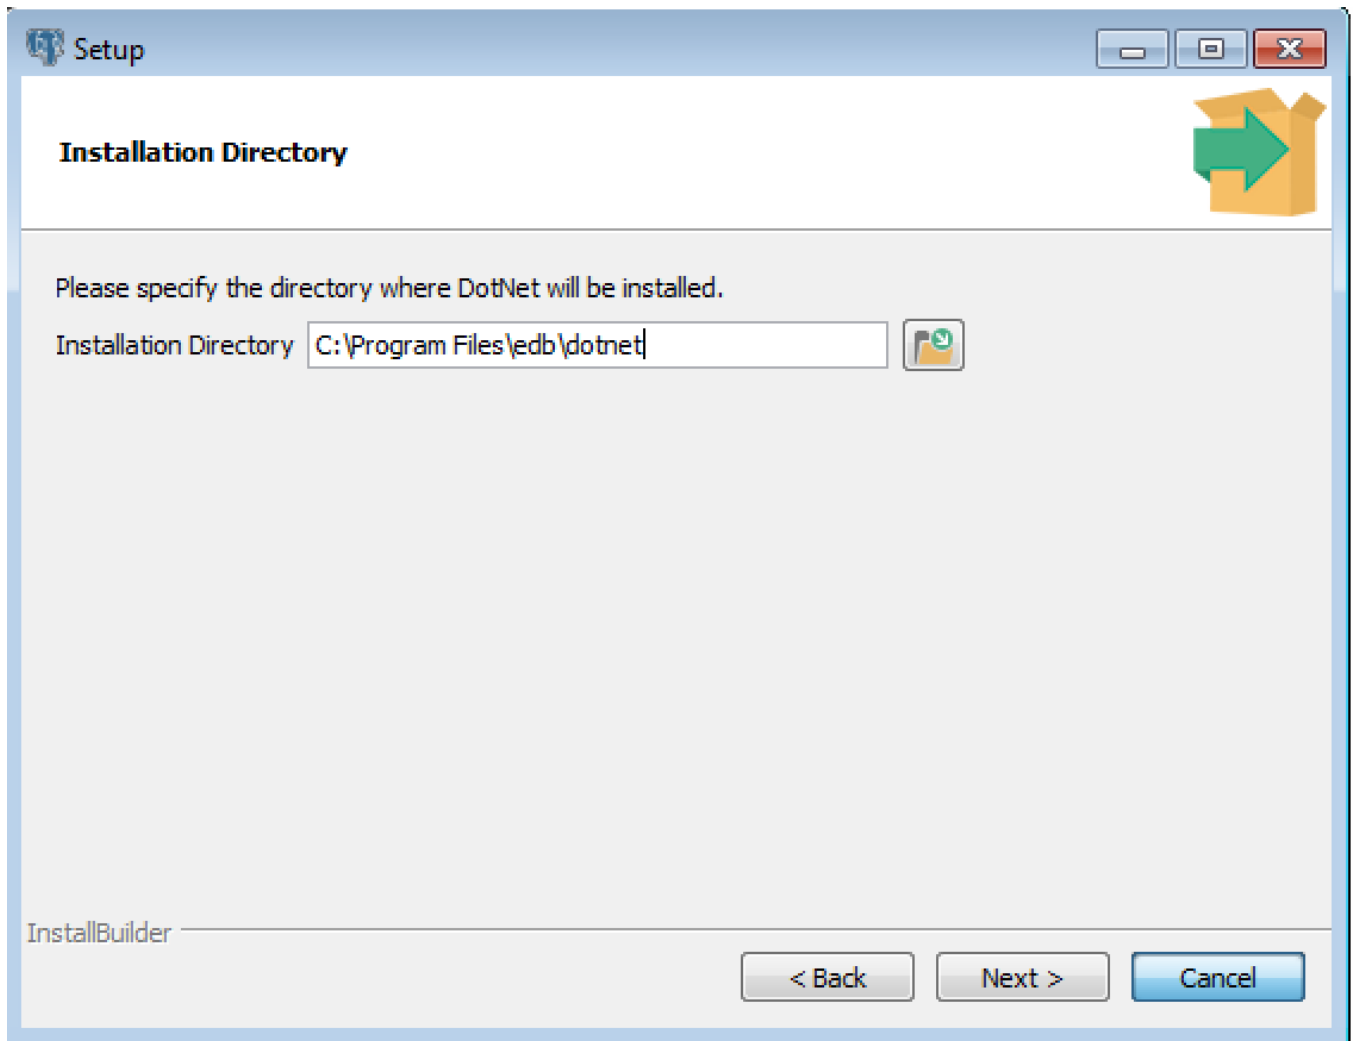 Setup
Installation Directory
Please specify the directory where DotNet will be installed.
Installation Directory C:\Program Files\edb\dotnet
InstallBuilder
< Back Next > Cancel